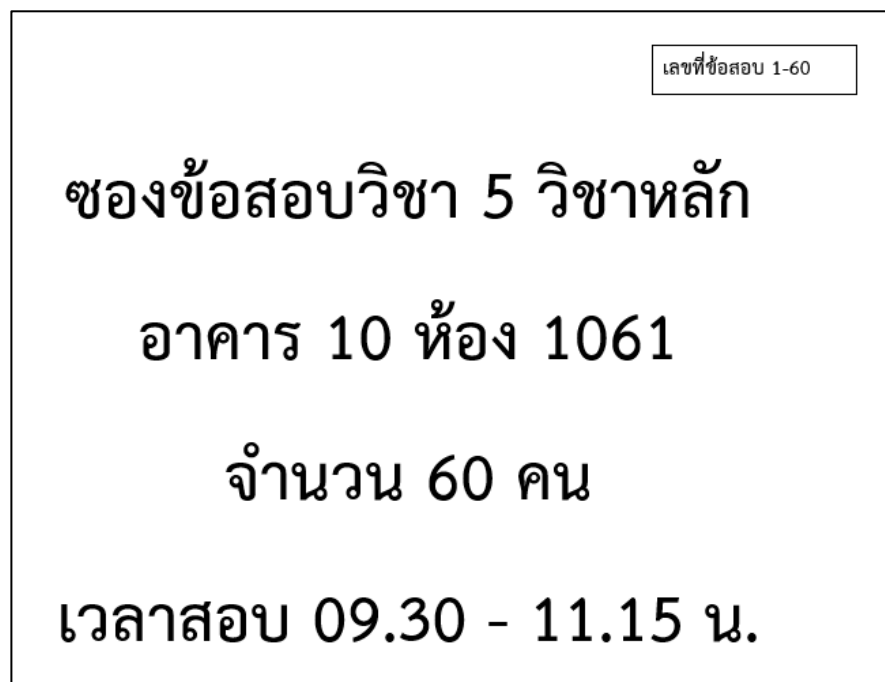 เลขที่ข้อสอบ 1-60
ซองข้อสอบวิชา 5 วิชาหลัก
อาคาร 10 ห้อง 1061
จำนวน 60 คน
เวลาสอบ 09.30 - 11.15 น.